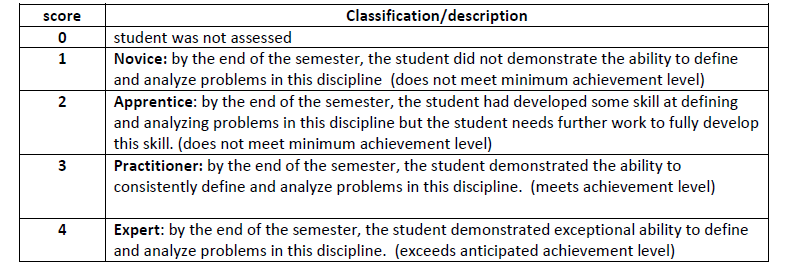 score Classification/description
0 student was not assessed
1 Novice: by the end of the semester, the student did not demonstrate the ability to define
and analyze problems in this discipline (does not meet minimum achievement level)
2 Apprentice: by the end of the semester, the student had developed some skill at defining
and analyzing problems in this discipline but the student needs further work to fully develop
this skill. (does not meet minimum achievement level)
3 Practitioner: by the end of the semester, the student demonstrated the ability to
consistently define and analyze problems in this discipline. (meets achievement level)
4 Expert: by the end of the semester, the student demonstrated exceptional ability to define
and analyze problems in this discipline. (exceeds anticipated achievement level)